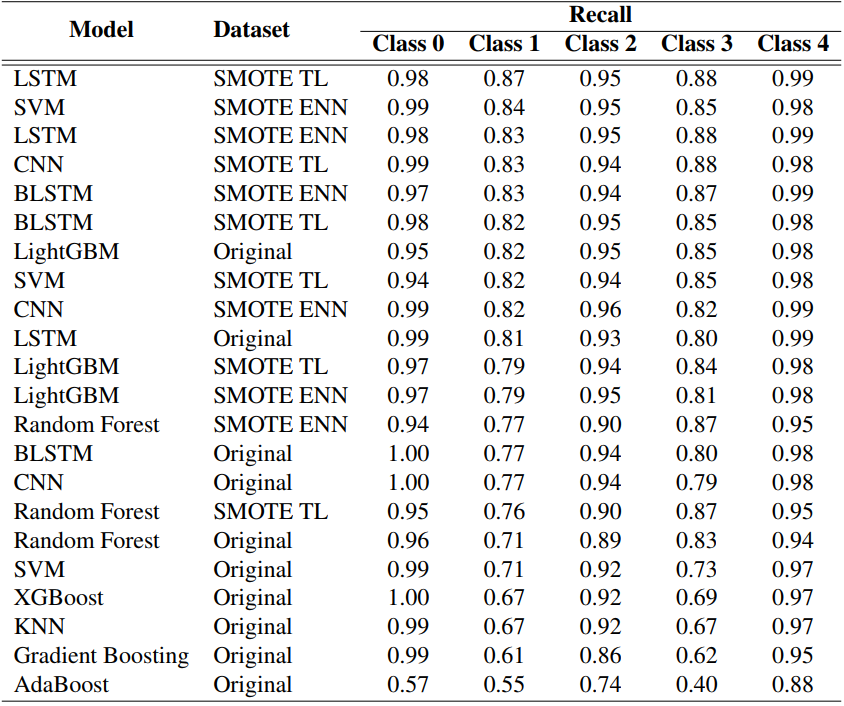 Model Dataset Recall
Class 0 Class 1 Class 2 Class 3 Class 4
LSTM SMOTE TL 0.98 0.87 0.95 0.88 0.99
SVM SMOTE ENN 0.99 0.84 0.95 0.85 0.98
LSTM SMOTE ENN 0.98 0.83 0.95 0.88 0.99
CNN SMOTE TL 0.99 0.83 0.94 0.88 0.98
BLSTM SMOTE ENN 0.97 0.83 0.94 0.87 0.99
BLSTM SMOTE TL 0.98 0.82 0.95 0.85 0.98
LightGBM Original 0.95 0.82 0.95 0.85 0.98
SVM SMOTE TL 0.94 0.82 0.94 0.85 0.98
CNN SMOTE ENN 0.99 0.82 0.96 0.82 0.99
LSTM Original 0.99 0.81 0.93 0.80 0.99
LightGBM SMOTE TL 0.97 0.79 0.94 0.84 0.98
LightGBM SMOTE ENN 0.97 0.79 0.95 0.81 0.98
Random Forest SMOTE ENN 0.94 0.77 0.90 0.87 0.95
BLSTM Original 1.00 0.77 0.94 0.80 0.98
CNN Original 1.00 0.77 0.94 0.79 0.98
Random Forest SMOTE TL 0.95 0.76 0.90 0.87 0.95
Random Forest Original 0.96 0.71 0.89 0.83 0.94
SVM Original 0.99 0.71 0.92 0.73 0.97
XGBoost Original 1.00 0.67 0.92 0.69 0.97
KNN Original 0.99 0.67 0.92 0.67 0.97
Gradient Boosting Original 0.99 0.61 0.86 0.62 0.95
AdaBoost Original 0.57 0.55 0.74 0.40 0.88